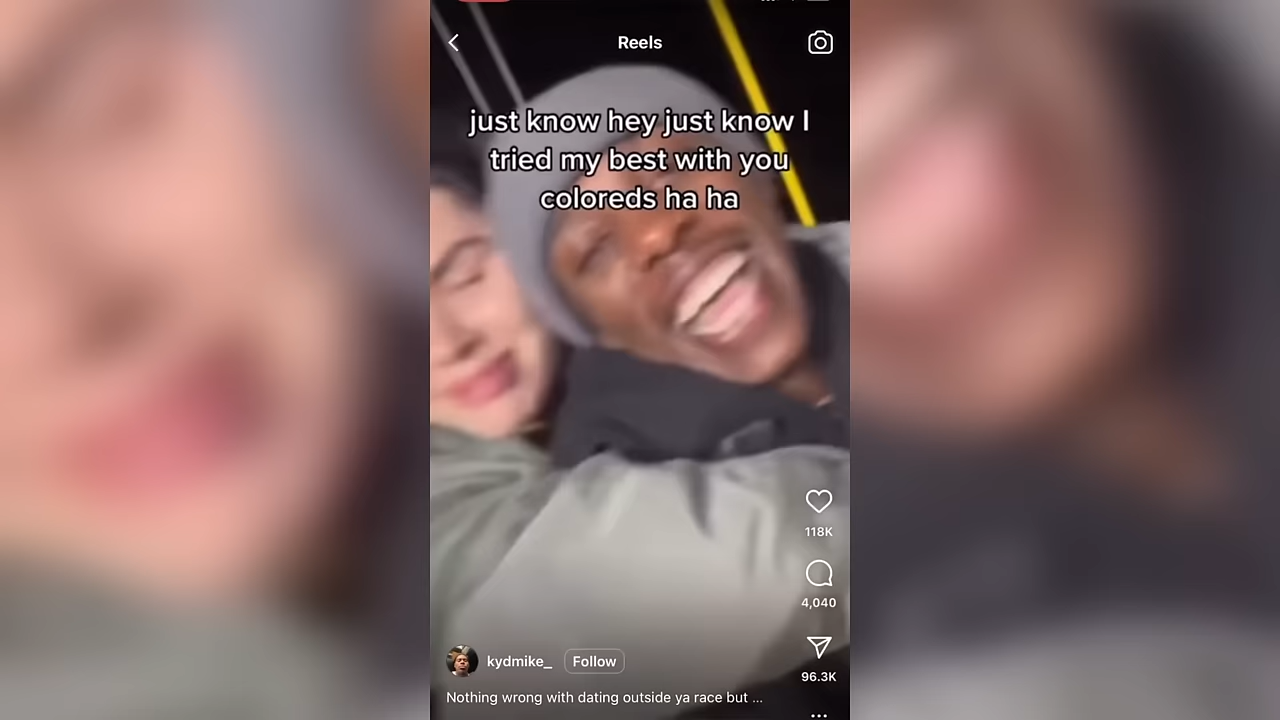 Reels
just know hey just know I
tried my best with you
coloreds ha ha
118K
4,040
96.3K
kydmike_ Follow
Nothing wrong with dating outside ya race but ...